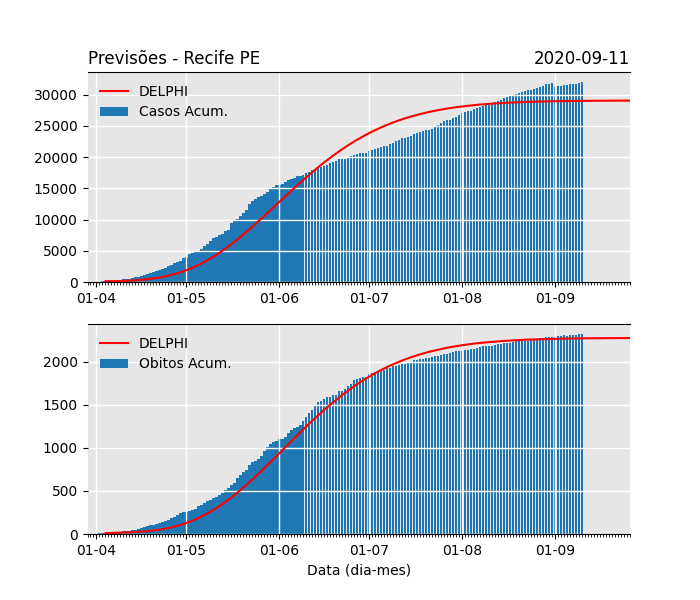 Previsões - Recife PE 2020-09-11
DELPHI
Casos Acum.
30000
25000
20000
15000
10000
5000
0
01-04 01-05 01-06 01-07 01-08 01-09
DELPHI
Obitos Acum.
2000
1500
1000
500
0
01-04 01-05 01-06 01-07 01-08 01-09
Data (dia-mes)